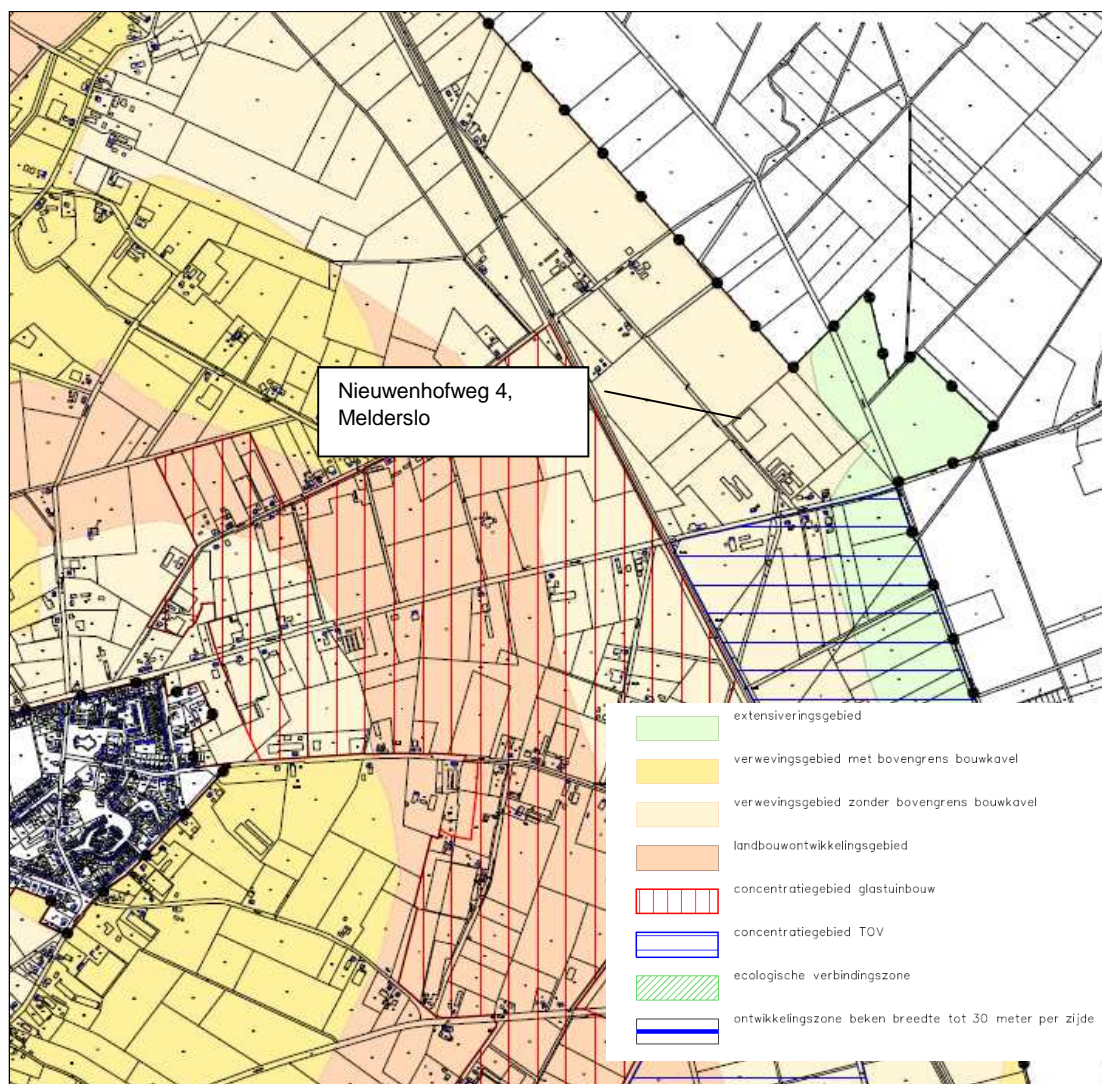 Nieuwenhofweg 4,
Melderslo
extensiveringsgebied
verwevingsgebied met bovengrens bouwkavel
verwevingsgebied zonder bovengrens bouwkavel
landbouwontwikkelingsgebied
concentratiegebied glastuinbouw
concentratiegebied TOV
ecologische verbindingszone
ontwikkelingszone beken breedte tot 30 meter per zijde